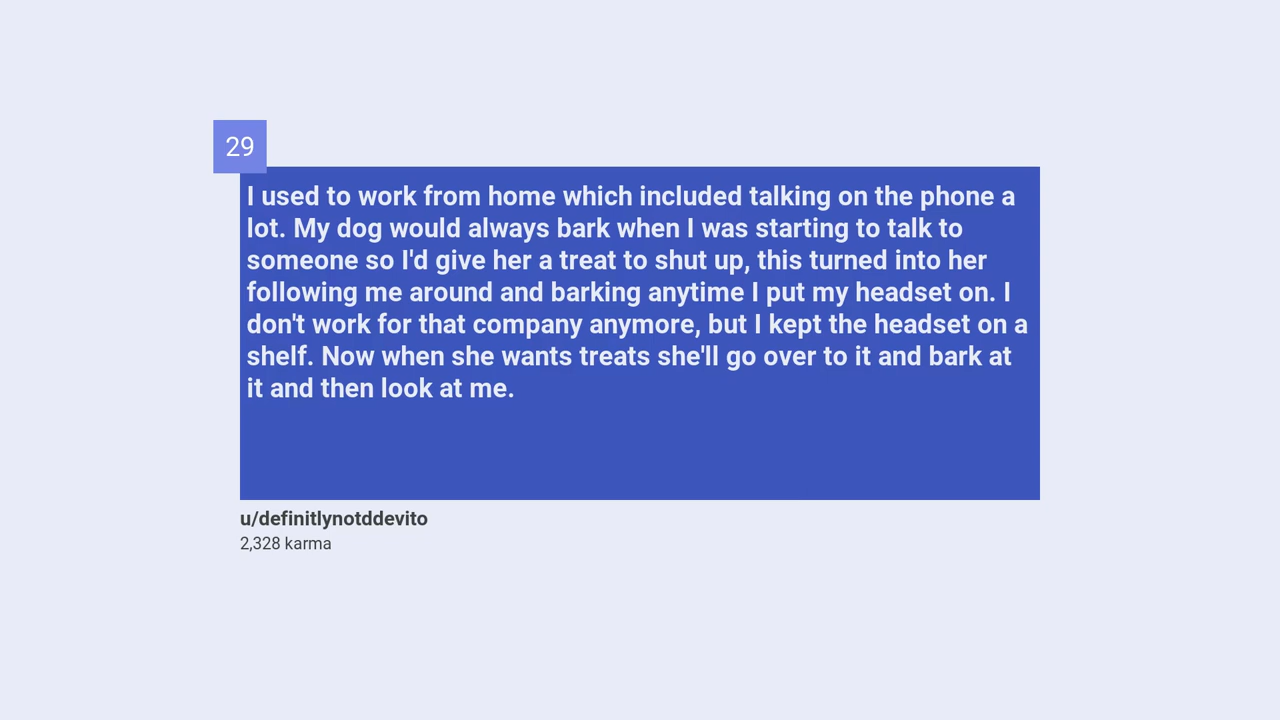 29
I used to work from home which included talking on the phone a
lot. My dog would always bark when I was starting to talk to
someone so I'd give her a treat to shut up, this turned into her
following me around and barking anytime I put my headset on. I
don't work for that company anymore, but I kept the headset on a
shelf. Now when she wants treats she'll go over to it and bark at
it and then look at me.
u/definitlynotddevito
2,328 karma